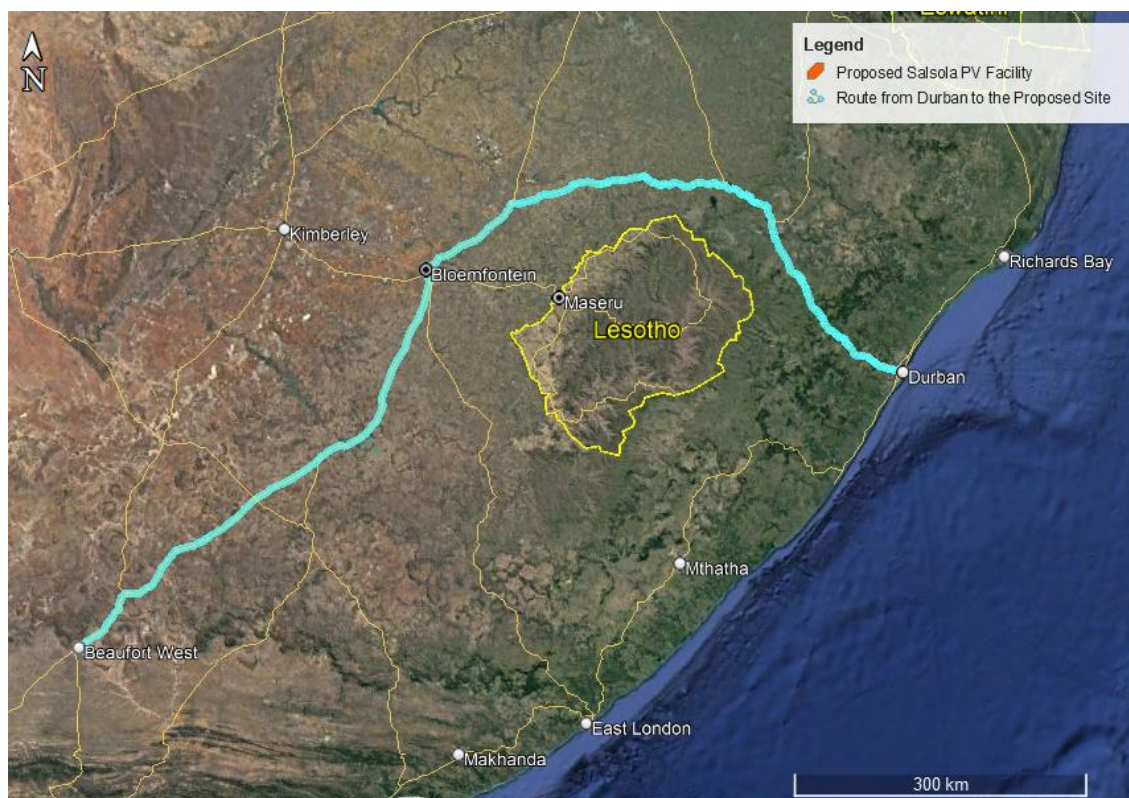 Eswatini
Legend
Proposed Salsola PV Facility
Route from Durban to the Proposed Site
N
Kimberley
Bloemfontein
Richards Bay
Maseru
Lesotho
Durban
Mthatha
Beaufort West
East London
Makhanda
300 km